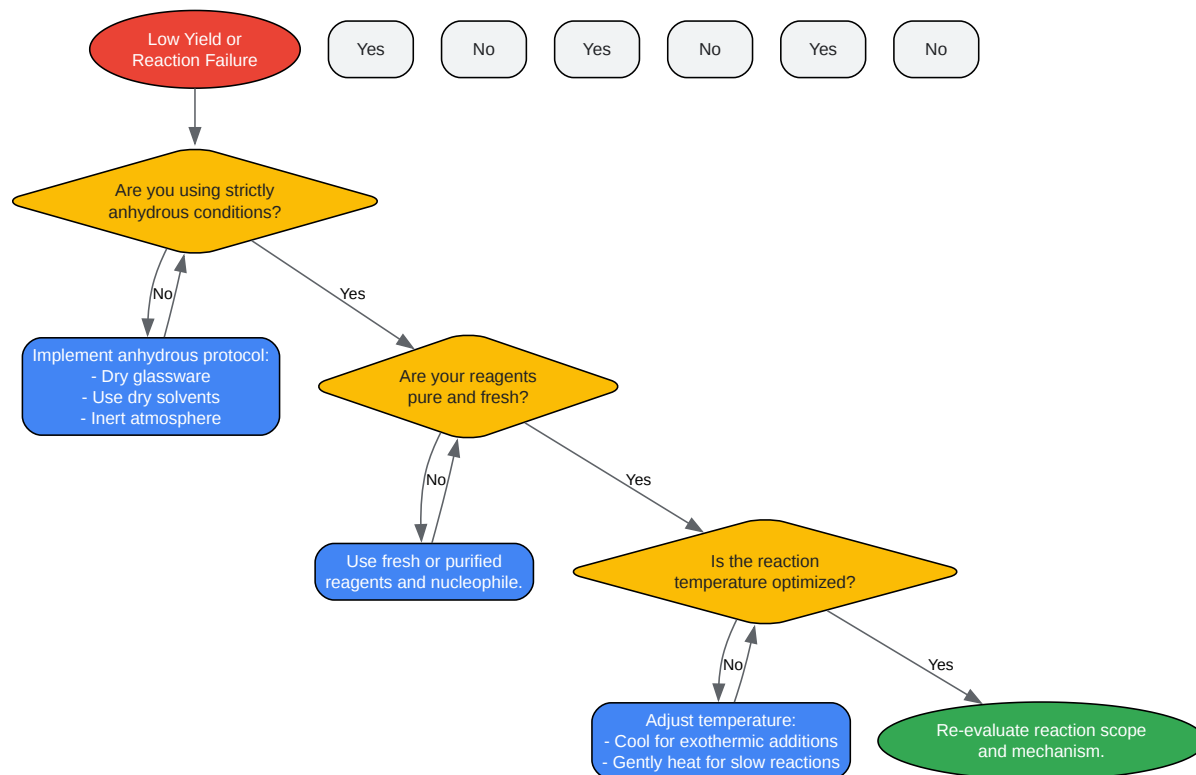 Low Yield or
Reaction Failure
Yes
No
Yes
No
Yes
No
Are you using strictly
anhydrous conditions?
No
Yes
Implement anhydrous protocol:
- Dry glassware
- Use dry solvents
- Inert atmosphere
Are your reagents
pure and fresh?
No
Yes
Use fresh or purified
reagents and nucleophile.
Is the reaction
temperature optimized?
No
Yes
Adjust temperature:
- Cool for exothermic additions
- Gently heat for slow reactions
Re-evaluate reaction scope
and mechanism.